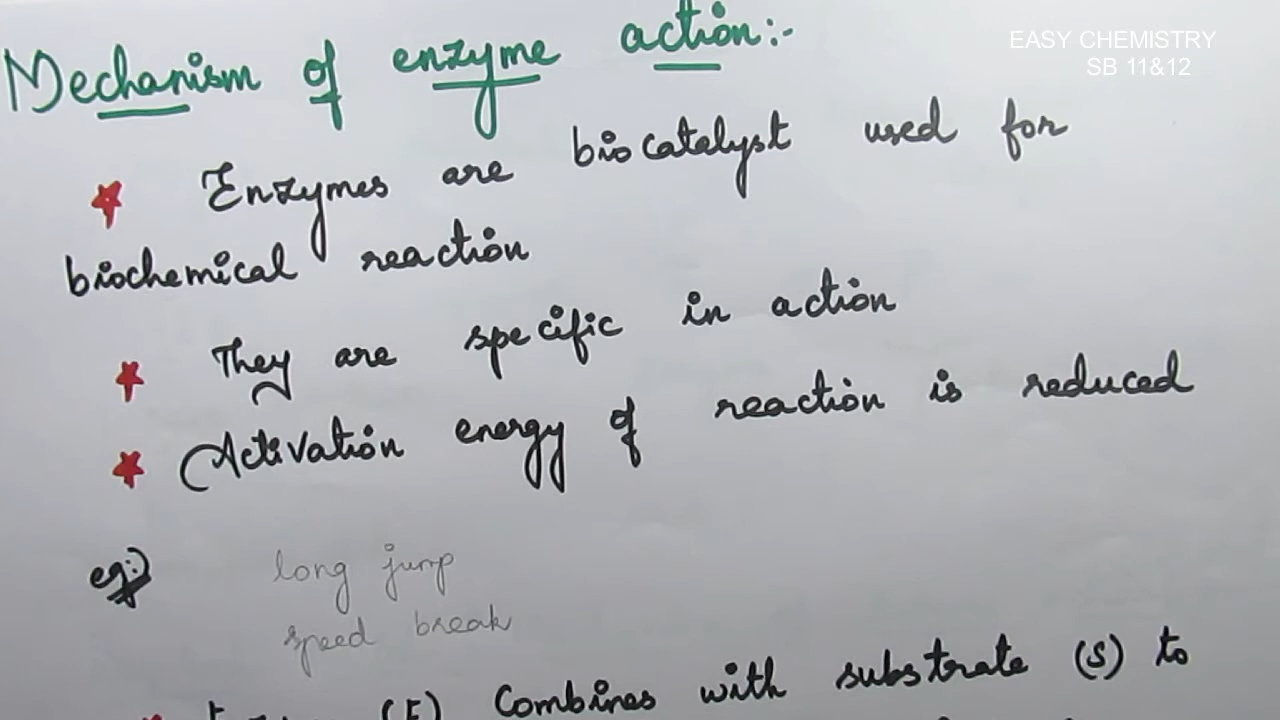 EASY CHEMISTRY
SB 11&12
Mechanism of enzyme action:-
Enzymes are biocatalyst used for
biochemical reaction
They are specific in action
Activation energy of reaction is reduced
eg:)
long jump
speed break
(E) Combines with substrate (S) to